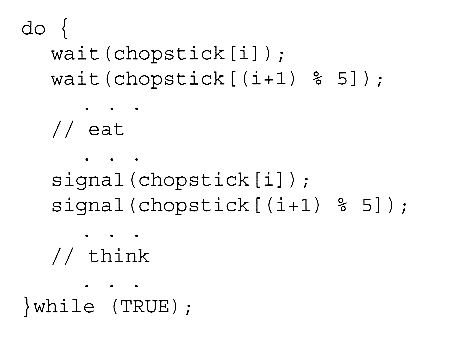 do {
wait(chopstick[i]);
wait(chopstick[(i+1) % 5]);
. . .
// eat
. . .
signal(chopstick[i]);
signal(chopstick[(i+1) % 5]);
. . .
// think
. . .
}while (TRUE);